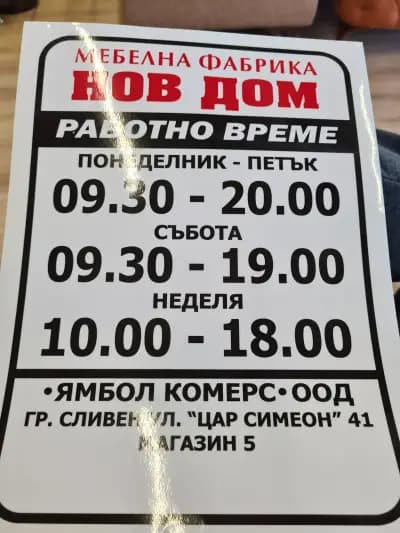 МЕБЕЛНА ФАБРИКА
НОВ ДОМ
РАБОТНО ВРЕМЕ
ПОНЕДЕЛНИК - ПЕТЪК
09.30 - 20.00
СЪБОТА
09.30 - 19.00
НЕДЕЛЯ
10.00 - 18.00
•ЯМБОЛ КОМЕРС• ООД
ГР. СЛИВЕН УЛ. "ЦАР СИМЕОН" 41
МАГАЗИН 5